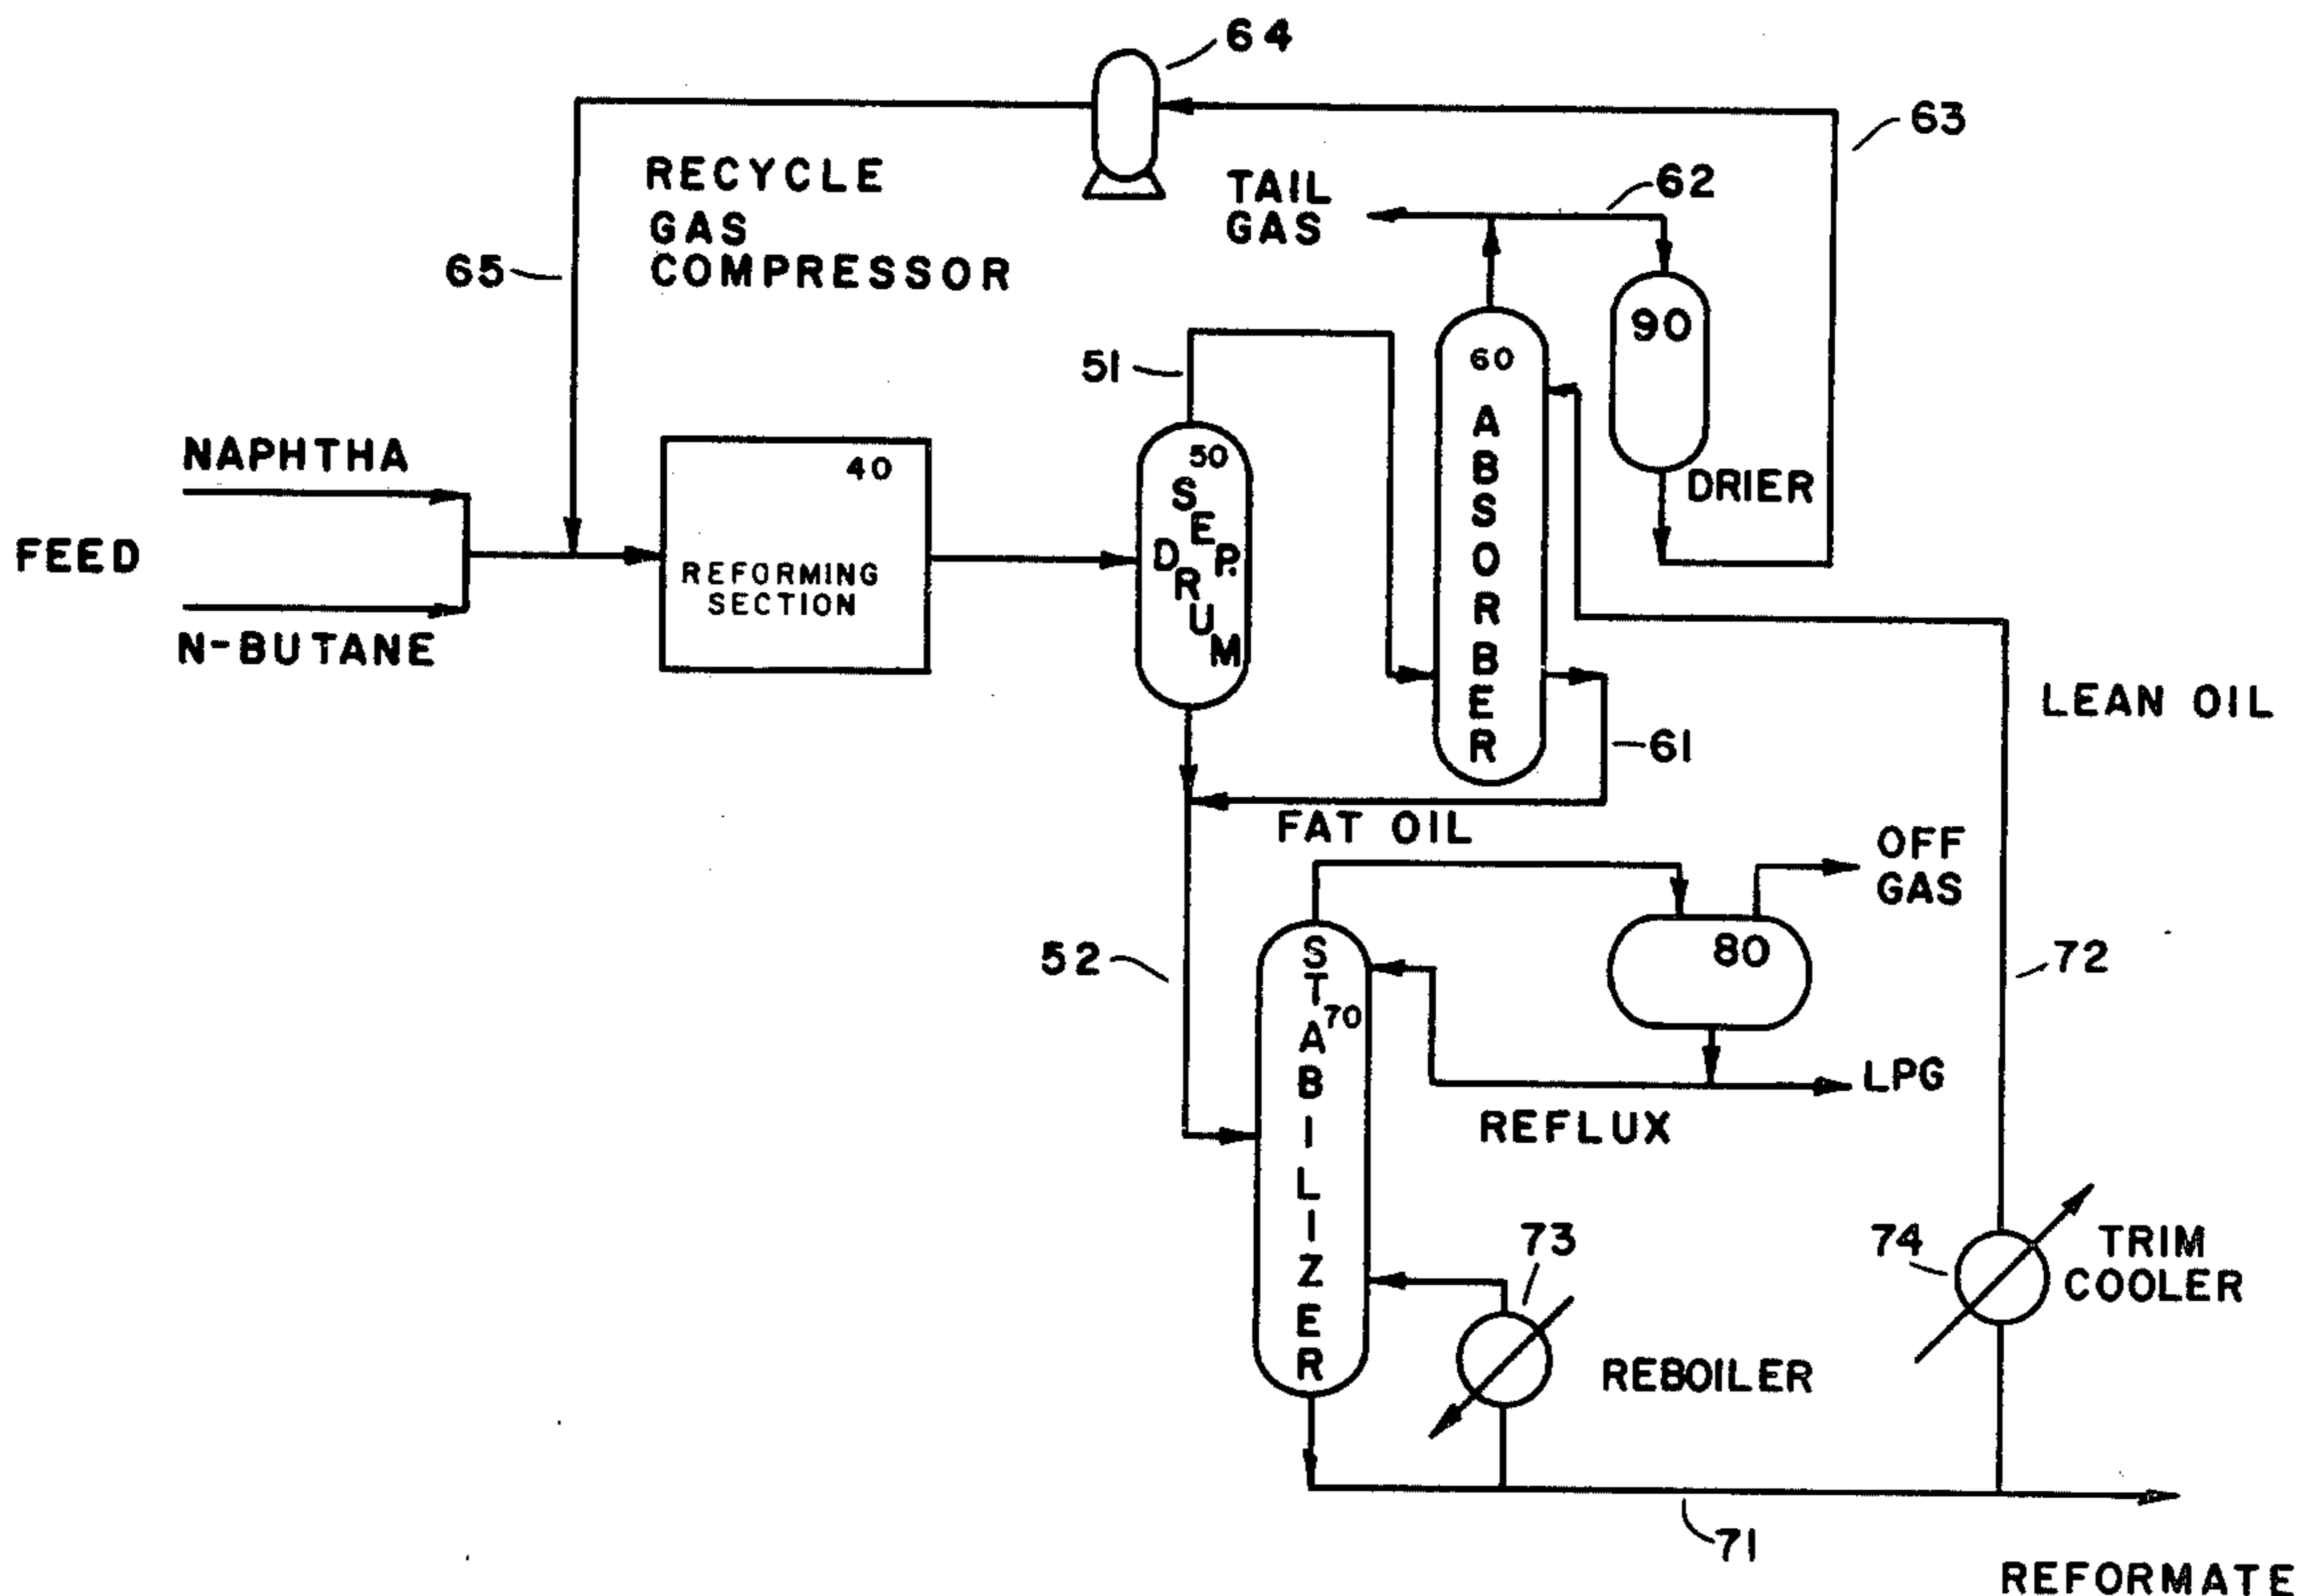 64
63
RECYCLE
GAS
COMPRESSOR
TAIL
GAS
62
65
90
51
60
ABSORBER
NAPHTHA
40
50
SEP.
DRUM
DRIER
FEED
REFORMING
SECTION
N-BUTANE
LEAN OIL
61
FAT OIL
OFF
GAS
52
STABILIZER
70
80
72
LPG
REFLUX
73
74
TRIM
COOLER
REBOILER
71
REFORMATE